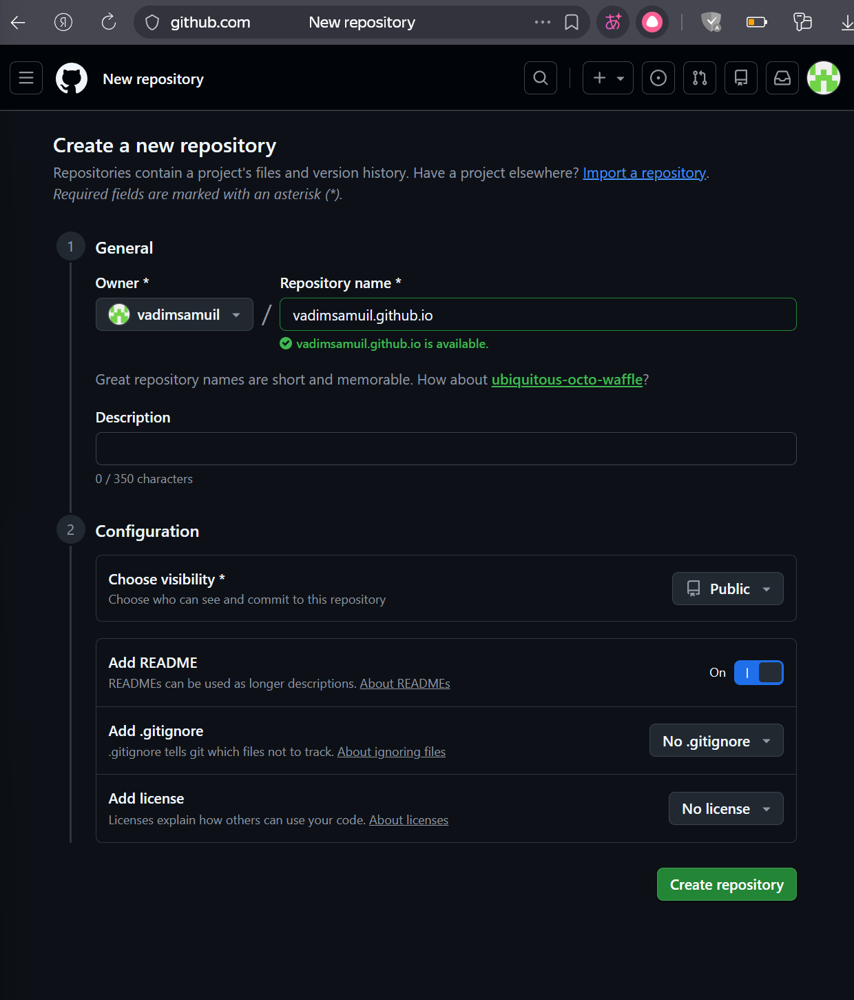 Я
github.com
New repository
New repository
Create a new repository
Repositories contain a project's files and version history. Have a project elsewhere? Import a repository.
Required fields are marked with an asterisk (*).
1
General
Owner *
Repository name *
vadimsamuil
/
vadimsamuil.github.io
vadimsamuil.github.io is available.
Great repository names are short and memorable. How about ubiquitous-octo-waffle?
Description
0 / 350 characters
2
Configuration
Choose visibility *
Choose who can see and commit to this repository
Public
Add README
READMEs can be used as longer descriptions. About READMEs
On
Add .gitignore
.gitignore tells git which files not to track. About ignoring files
No .gitignore
Add license
Licenses explain how others can use your code. About licenses
No license
Create repository